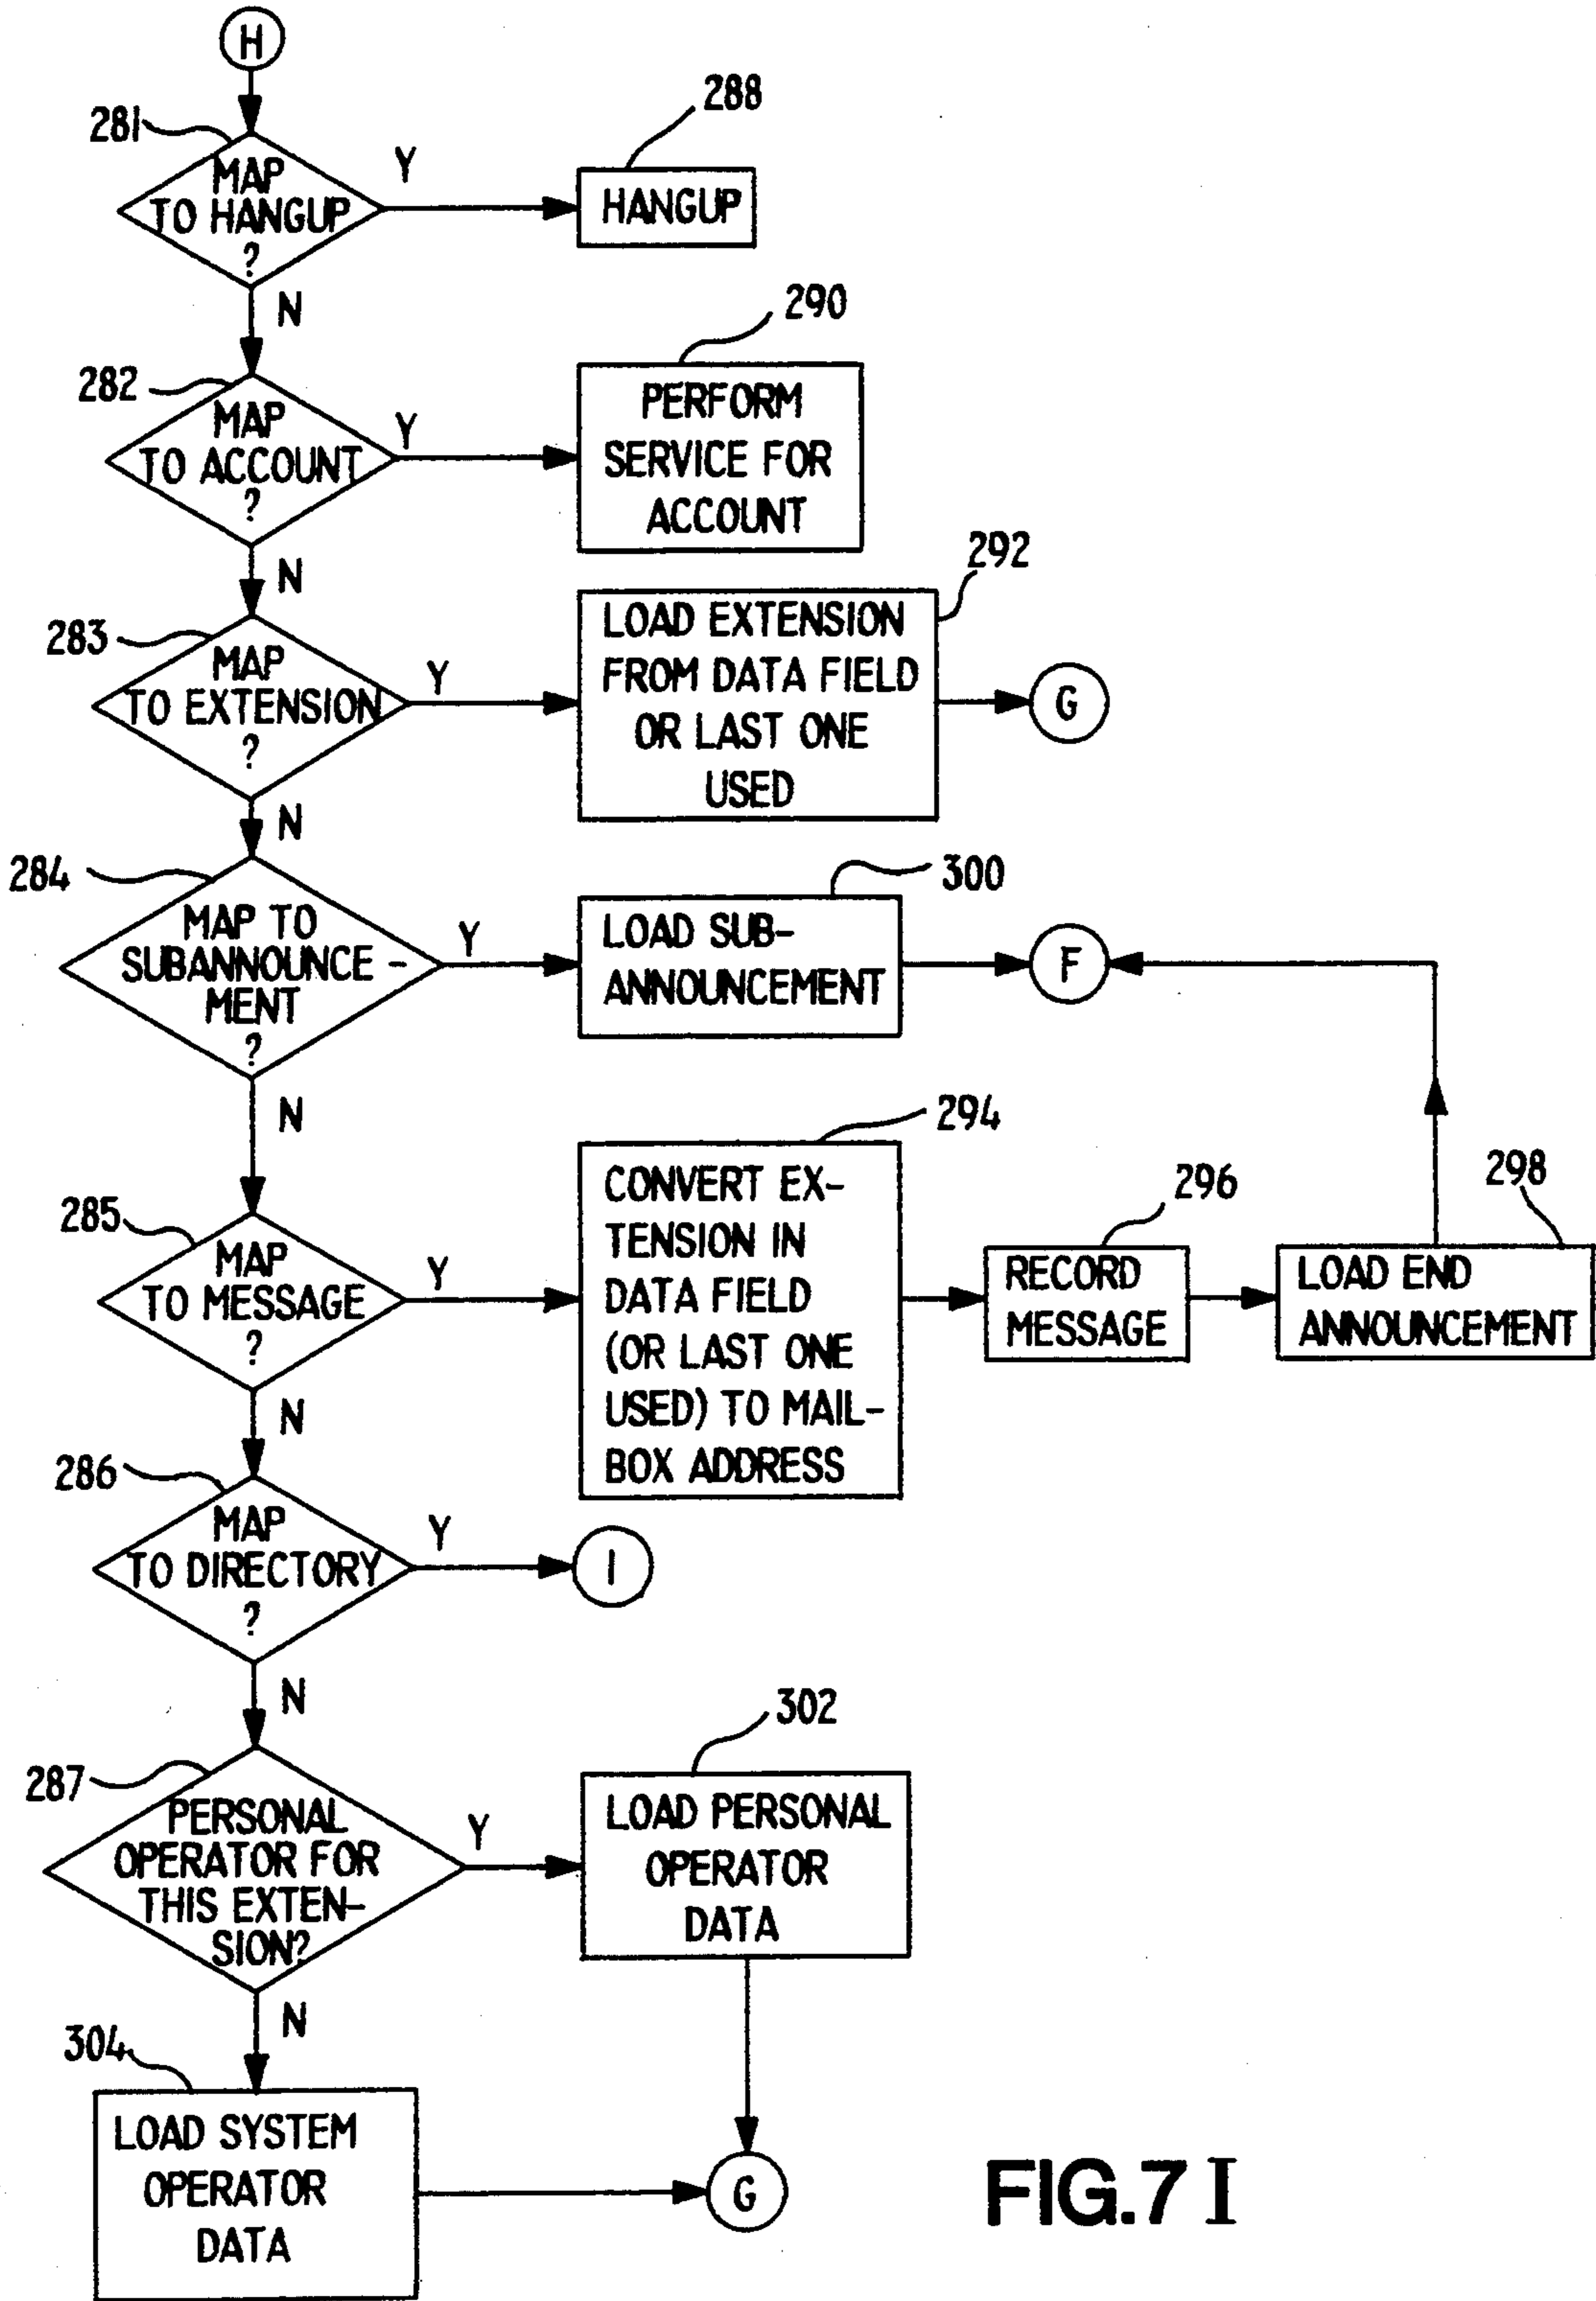 H
281
288
MAP
TO HANGUP
?
Y
HANGUP
N
282
290
MAP
TO ACCOUNT
?
Y
PERFORM
SERVICE FOR
ACCOUNT
N
283
292
MAP
TO EXTENSION
?
Y
LOAD EXTENSION
FROM DATA FIELD
OR LAST ONE
USED
G
N
284
300
MAP TO
SUBANNOUNCE-
MENT
?
Y
LOAD SUB-
ANNOUNCEMENT
F
N
285
294
MAP
TO MESSAGE
?
Y
CONVERT EX-
TENSION IN
DATA FIELD
(OR LAST ONE
USED) TO MAIL-
BOX ADDRESS
296
RECORD
MESSAGE
298
LOAD END
ANNOUNCEMENT
N
286
MAP
TO DIRECTORY
?
Y
I
N
287
302
PERSONAL
OPERATOR FOR
THIS EXTEN-
SION?
Y
LOAD PERSONAL
OPERATOR
DATA
N
304
LOAD SYSTEM
OPERATOR
DATA
G
FIG.7 I